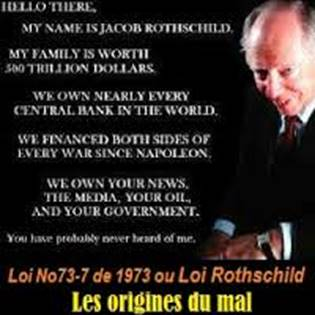 HELLO THERE,
MY NAME IS JACOB ROTHSCHILD.
MY FAMILY IS WORTH
500 TRILLION DOLLARS.
WE OWN NEARLY EVERY
CENTRAL BANK IN THE WORLD.
WE FINANCED BOTH SIDES OF
EVERY WAR SINCE NAPOLEON.
WE OWN YOUR NEWS,
THE MEDIA, YOUR OIL,
AND YOUR GOVERNMENT.
You have probably never heard of me.
Loi No73-7 de 1973 ou Loi Rothschild
Les origines du mal